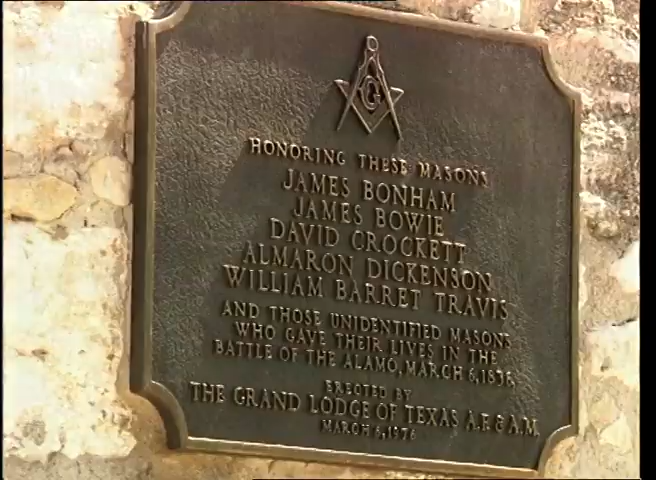 G
HONORING THESE MASONS
JAMES BONHAM
JAMES BOWIE
DAVID CROCKETT
ALMARON DICKENSON
WILLIAM BARRET TRAVIS
AND THOSE UNIDENTIFIED MASONS
WHO GAVE THEIR LIVES IN THE
BATTLE OF THE ALAMO, MARCH 6, 1836
ERECTED BY
THE GRAND LODGE OF TEXAS A.F. & A.M.
MARCH 6, 1976